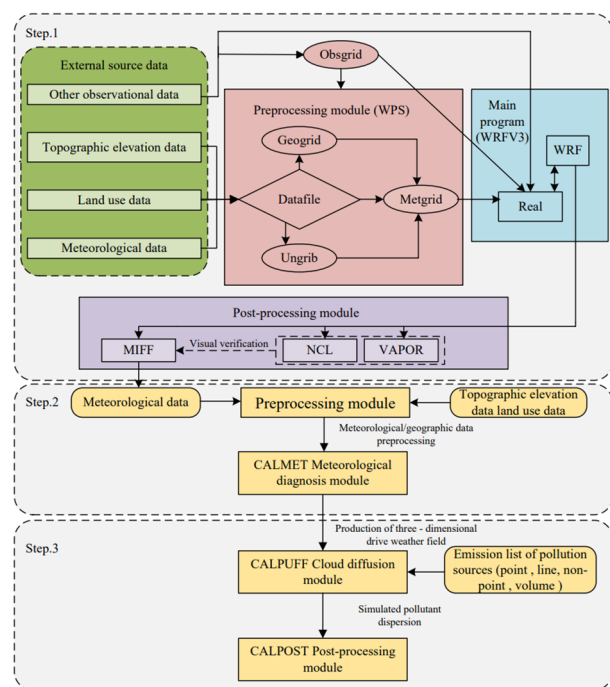 Step.1
External source data
Other observational data
Topographic elevation data
Land use data
Meteorological data
Obsgrid
Preprocessing module (WPS)
Geogrid
Datafile
Metgrid
Ungrib
Main
program
(WRFV3)
WRF
Real
Post-processing module
MIFF
Visual verification
NCL
VAPOR
Step.2
Meteorological data
Preprocessing module
Topographic elevation
data land use data
Meteorological/geographic data
preprocessing
CALMET Meteorological
diagnosis module
Step.3
Production of three - dimensional
drive weather field
CALPUFF Cloud diffusion
module
Emission list of pollution
sources (point , line, non-
point , volume )
Simulated pollutant
dispersion
CALPOST Post-processing
module